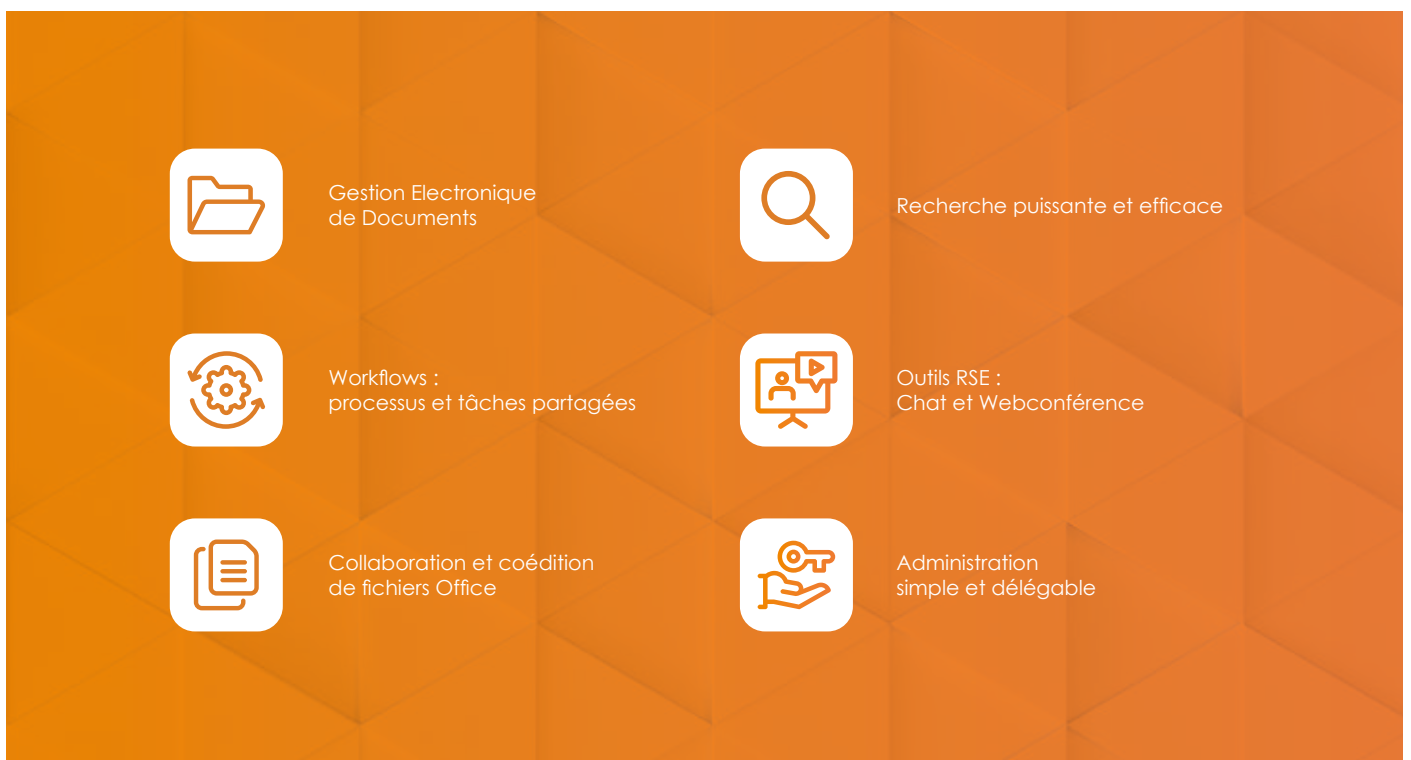 Gestion Electronique
de Documents
Recherche puissante et efficace
Workflows :
processus et tâches partagées
Outils RSE :
Chat et Webconférence
Collaboration et coédition
de fichiers Office
Administration
simple et délégable